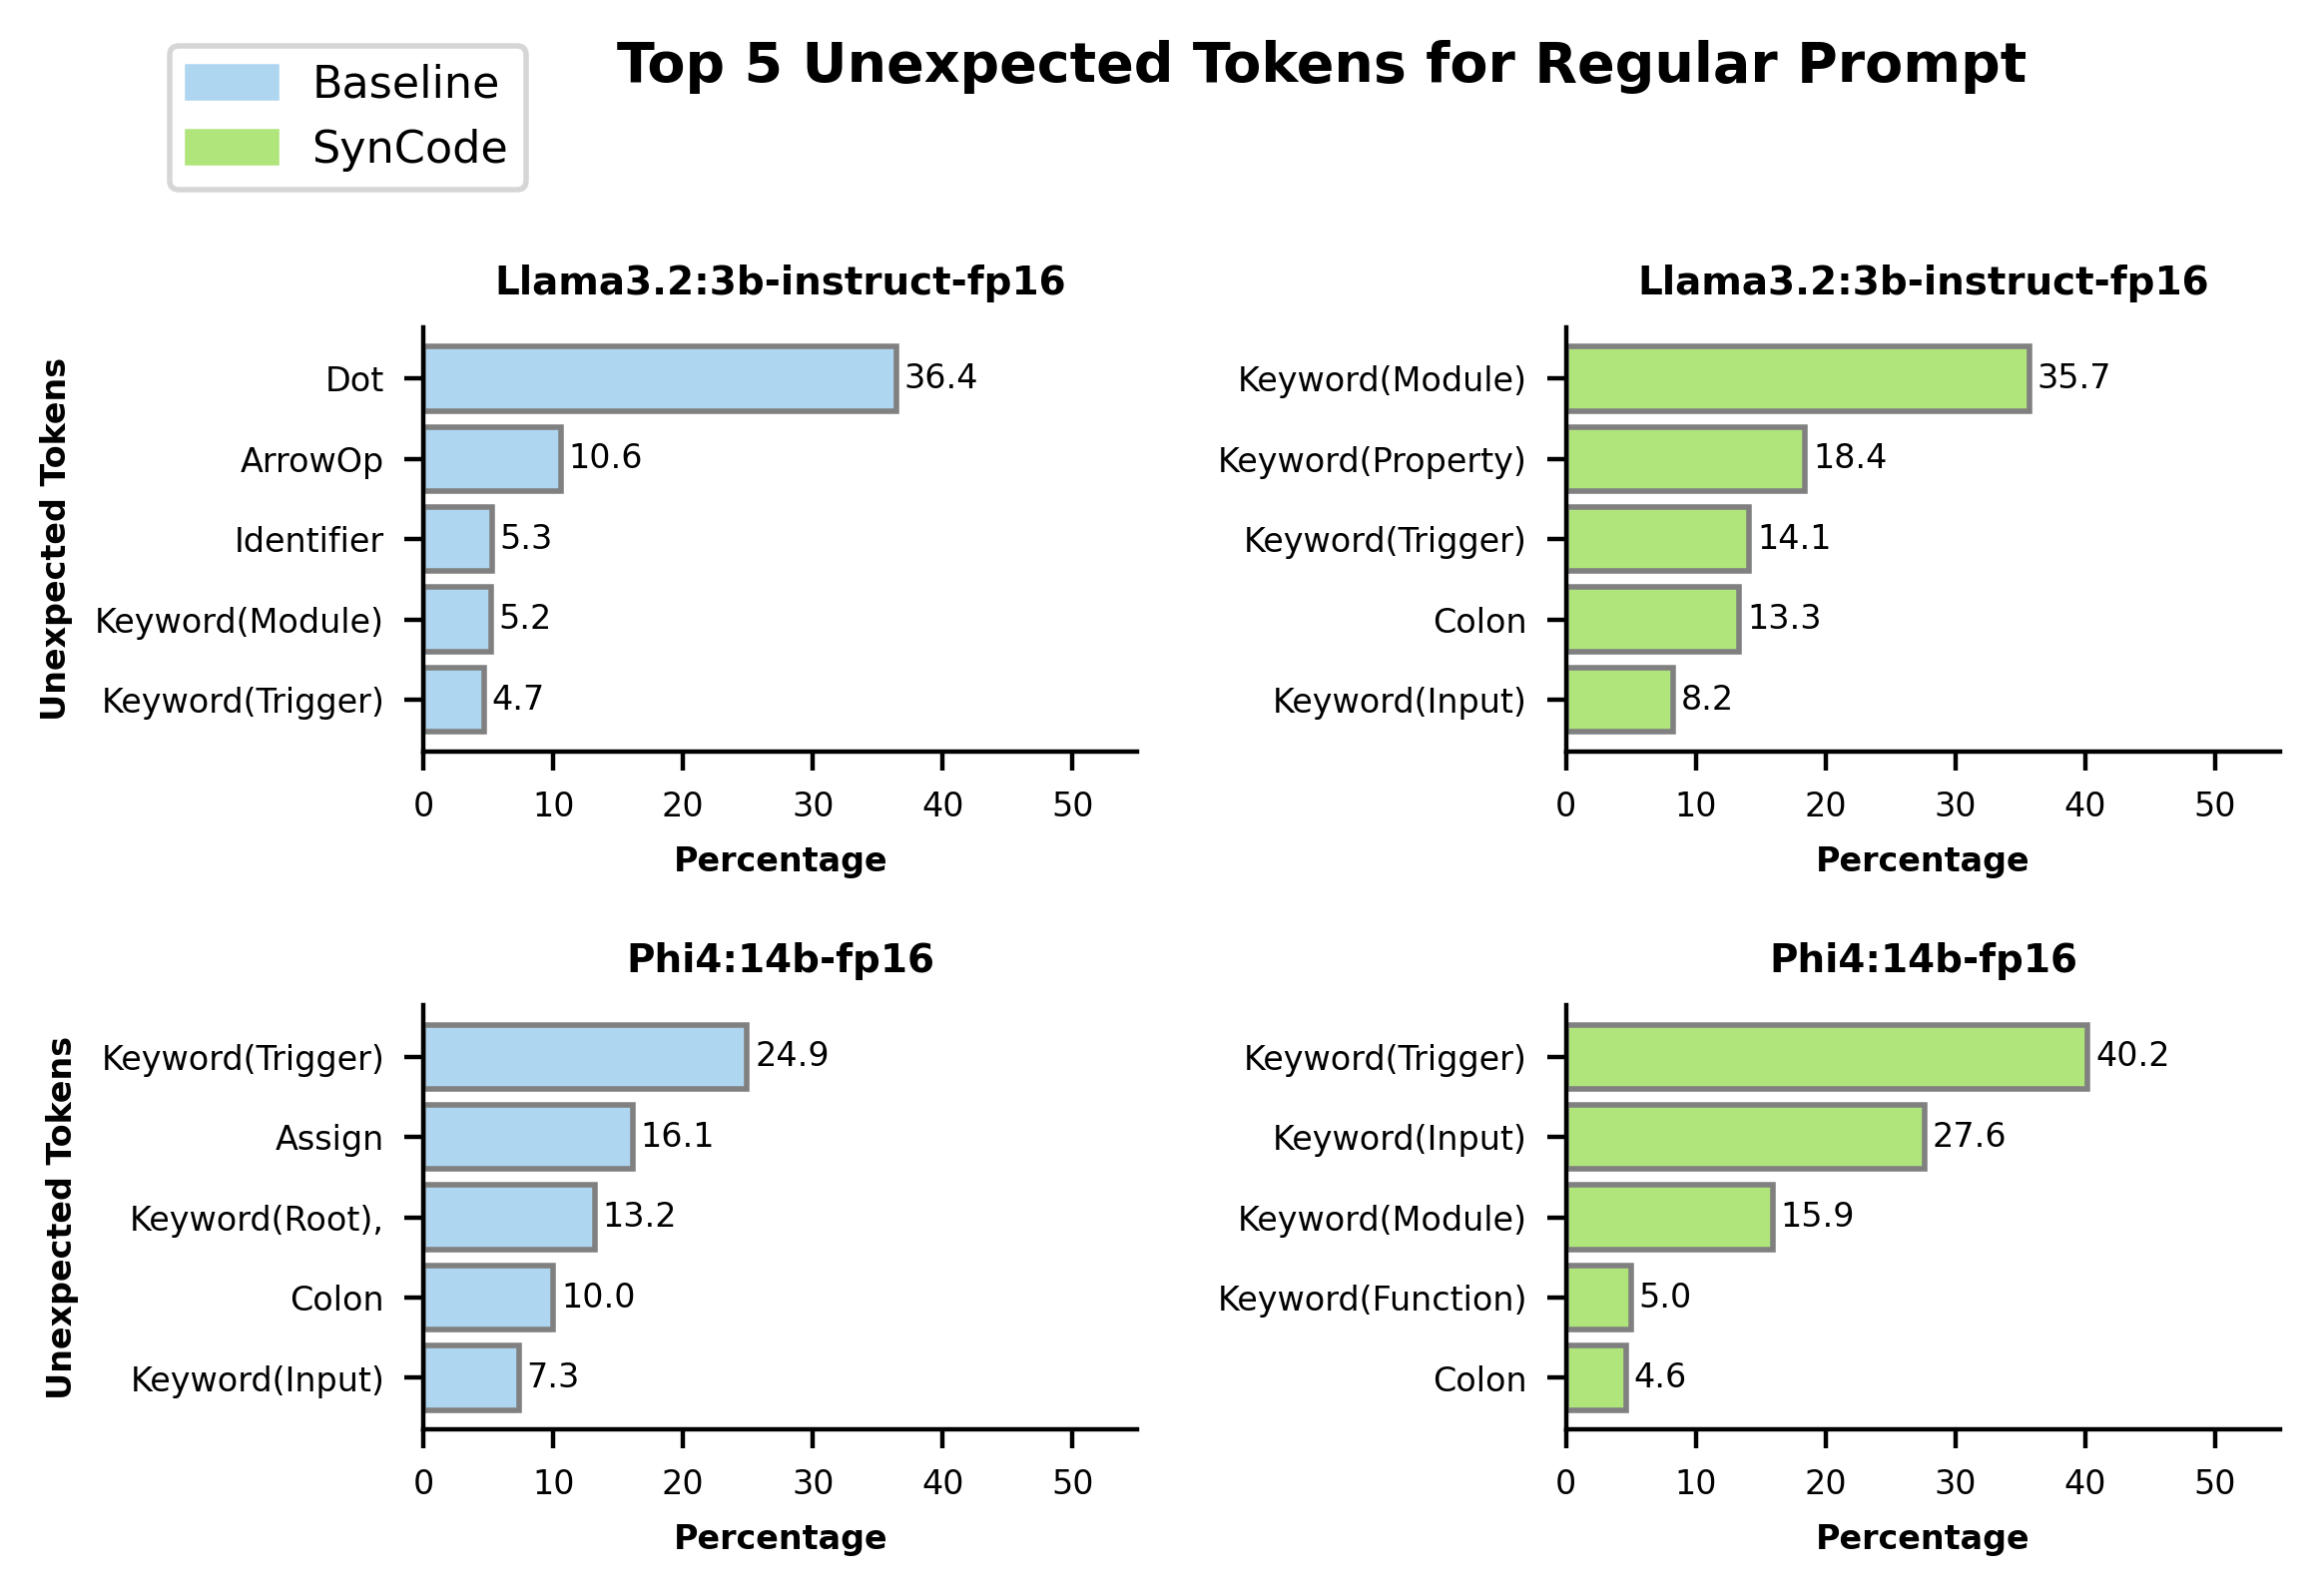 Top 5 Unexpected Tokens for Regular Prompt
Baseline
SynCode
Llama3.2:3b-instruct-fp16
Unexpected Tokens
Dot 36.4
ArrowOp 10.6
Identifier 5.3
Keyword(Module) 5.2
Keyword(Trigger) 4.7
0 10 20 30 40 50
Percentage
Llama3.2:3b-instruct-fp16
Keyword(Module) 35.7
Keyword(Property) 18.4
Keyword(Trigger) 14.1
Colon 13.3
Keyword(Input) 8.2
0 10 20 30 40 50
Percentage
Phi4:14b-fp16
Unexpected Tokens
Keyword(Trigger) 24.9
Assign 16.1
Keyword(Root), 13.2
Colon 10.0
Keyword(Input) 7.3
0 10 20 30 40 50
Percentage
Phi4:14b-fp16
Keyword(Trigger) 40.2
Keyword(Input) 27.6
Keyword(Module) 15.9
Keyword(Function) 5.0
Colon 4.6
0 10 20 30 40 50
Percentage